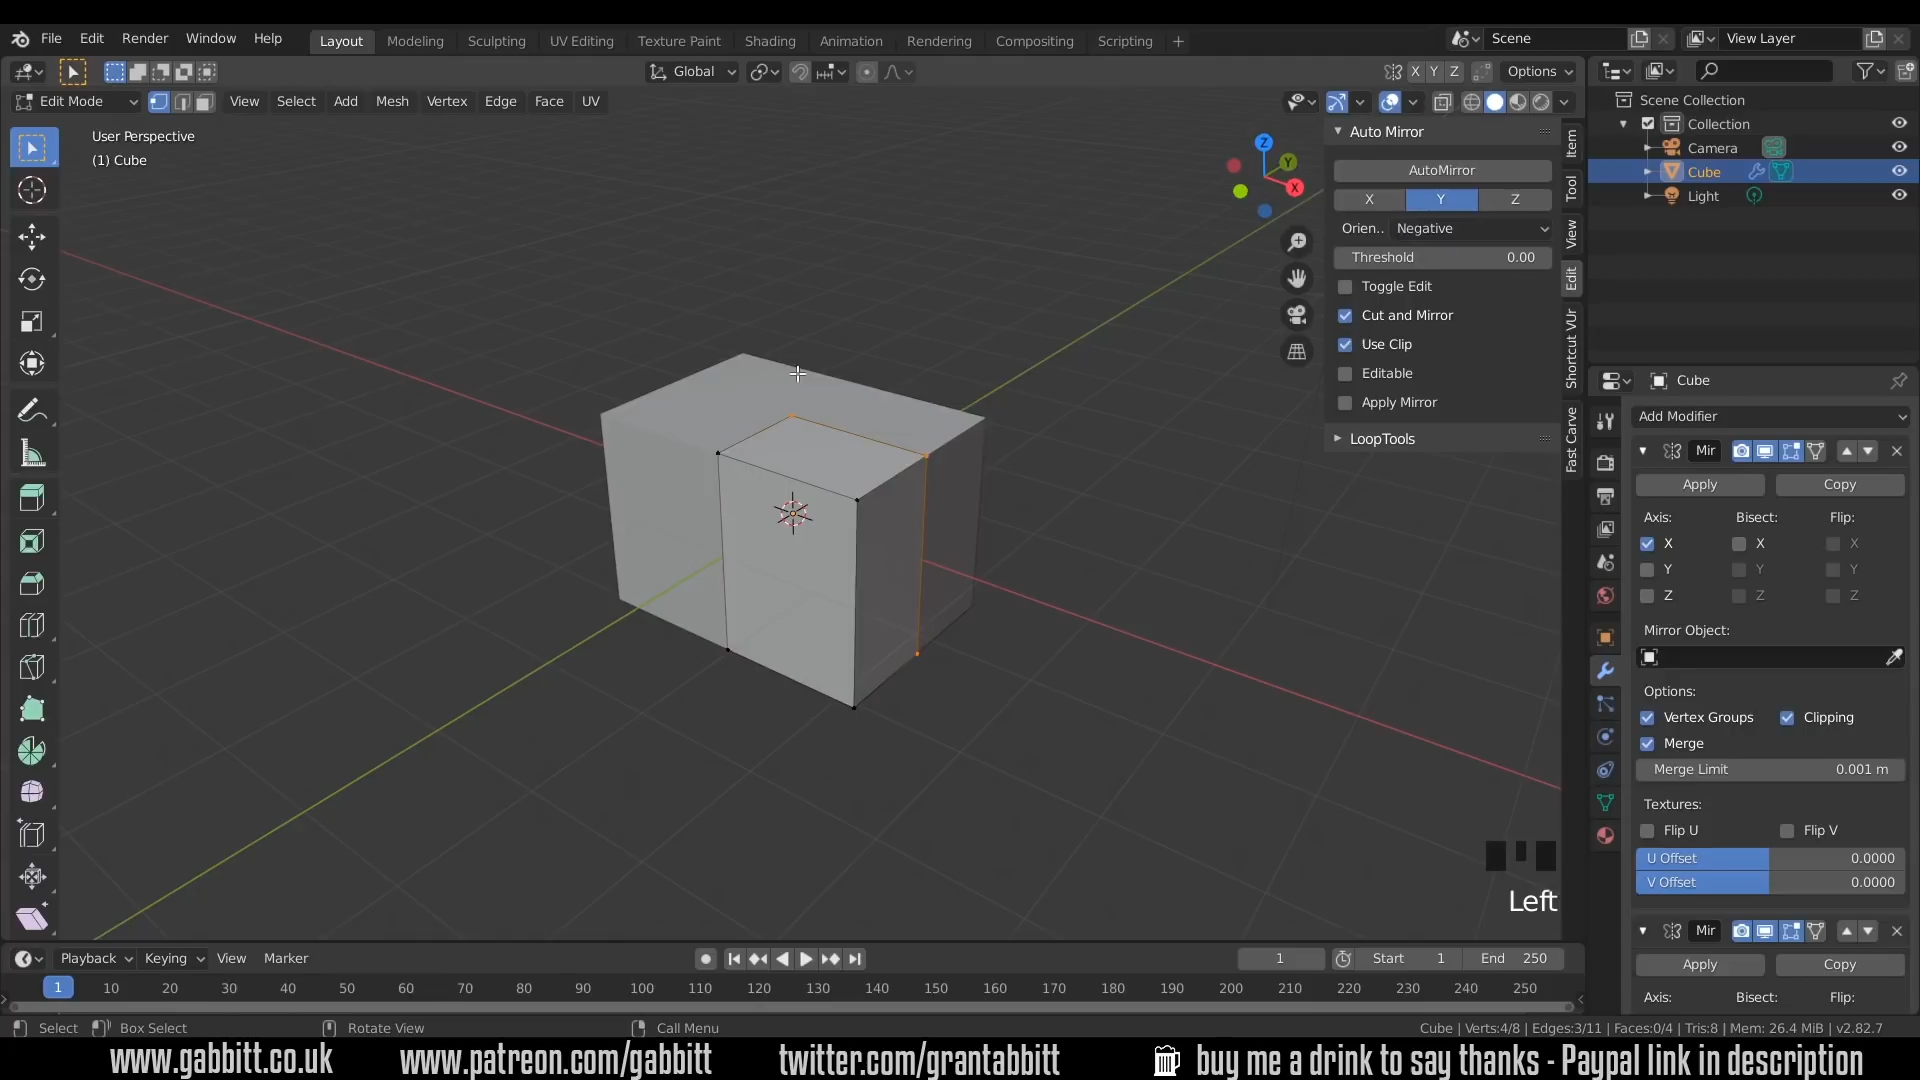 File Edit Render Window Help Layout Modeling Sculpting UV Editing Texture Paint Shading Animation Rendering Compositing Scripting + Scene View Layer
Global X Y Z Options
Edit Mode View Select Add Mesh Vertex Edge Face UV
User Perspective
(1) Cube
Z
Y
X
Auto Mirror
AutoMirror
X Y Z
Orien.. Negative
Threshold 0.00
Toggle Edit
Cut and Mirror
Use Clip
Editable
Apply Mirror
LoopTools
Item
Tool
View
Edit
Shortcut VUr
Fast Carve
Scene Collection
Collection
Camera
Cube
Light
Cube
Add Modifier
Mir
Apply Copy
Axis: Bisect: Flip:
X X X
Y Y Y
Z Z Z
Mirror Object:
Options:
Vertex Groups Clipping
Merge
Merge Limit 0.001 m
Textures:
Flip U Flip V
U Offset 0.0000
V Offset 0.0000
Mir
Apply Copy
Axis: Bisect: Flip:
Left
Playback Keying View Marker 1 Start 1 End 250
1 10 20 30 40 50 60 70 80 90 100 110 120 130 140 150 160 170 180 190 200 210 220 230 240 250
Select Box Select Rotate View Call Menu Cube | Verts:4/8 | Edges:3/11 | Faces:0/4 | Tris:8 | Mem: 26.4 MiB | v2.82.7
www.gabbitt.co.uk www.patreon.com/gabbitt twitter.com/grantabbitt buy me a drink to say thanks - Paypal link in description